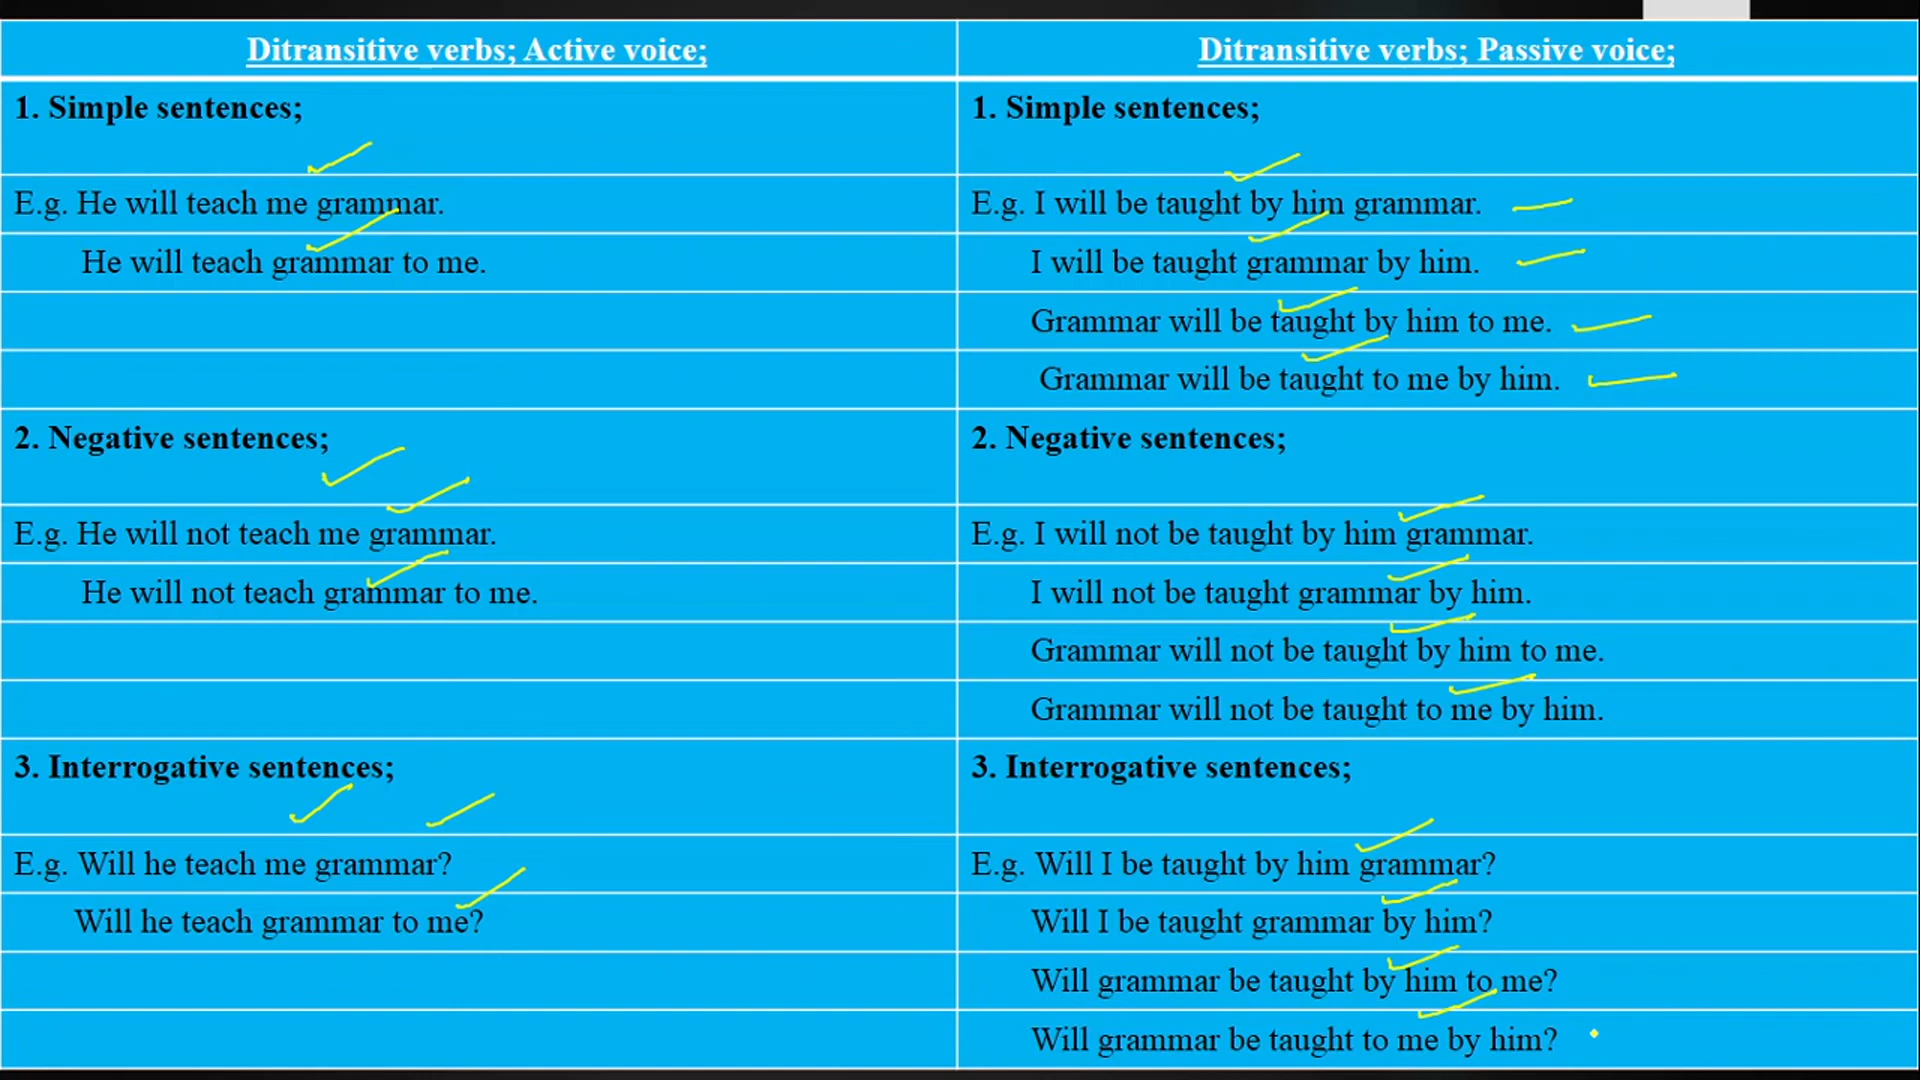 Ditransitive verbs; Active voice;
Ditransitive verbs; Passive voice;
1. Simple sentences;
1. Simple sentences;
E.g. He will teach me grammar.
E.g. I will be taught by him grammar.
He will teach grammar to me.
I will be taught grammar by him.
Grammar will be taught by him to me.
Grammar will be taught to me by him.
2. Negative sentences;
2. Negative sentences;
E.g. He will not teach me grammar.
E.g. I will not be taught by him grammar.
He will not teach grammar to me.
I will not be taught grammar by him.
Grammar will not be taught by him to me.
Grammar will not be taught to me by him.
3. Interrogative sentences;
3. Interrogative sentences;
E.g. Will he teach me grammar?
E.g. Will I be taught by him grammar?
Will he teach grammar to me?
Will I be taught grammar by him?
Will grammar be taught by him to me?
Will grammar be taught to me by him?